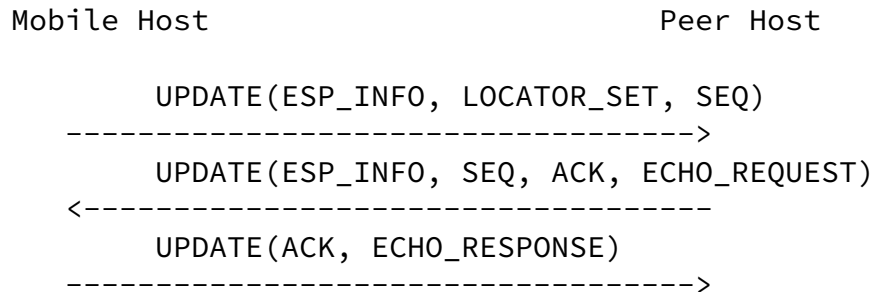 Mobile Host                               Peer Host
UPDATE(ESP_INFO, LOCATOR_SET, SEQ)
----------------------------------->
UPDATE(ESP_INFO, SEQ, ACK, ECHO_REQUEST)
<-----------------------------------
UPDATE(ACK, ECHO_RESPONSE)
----------------------------------->